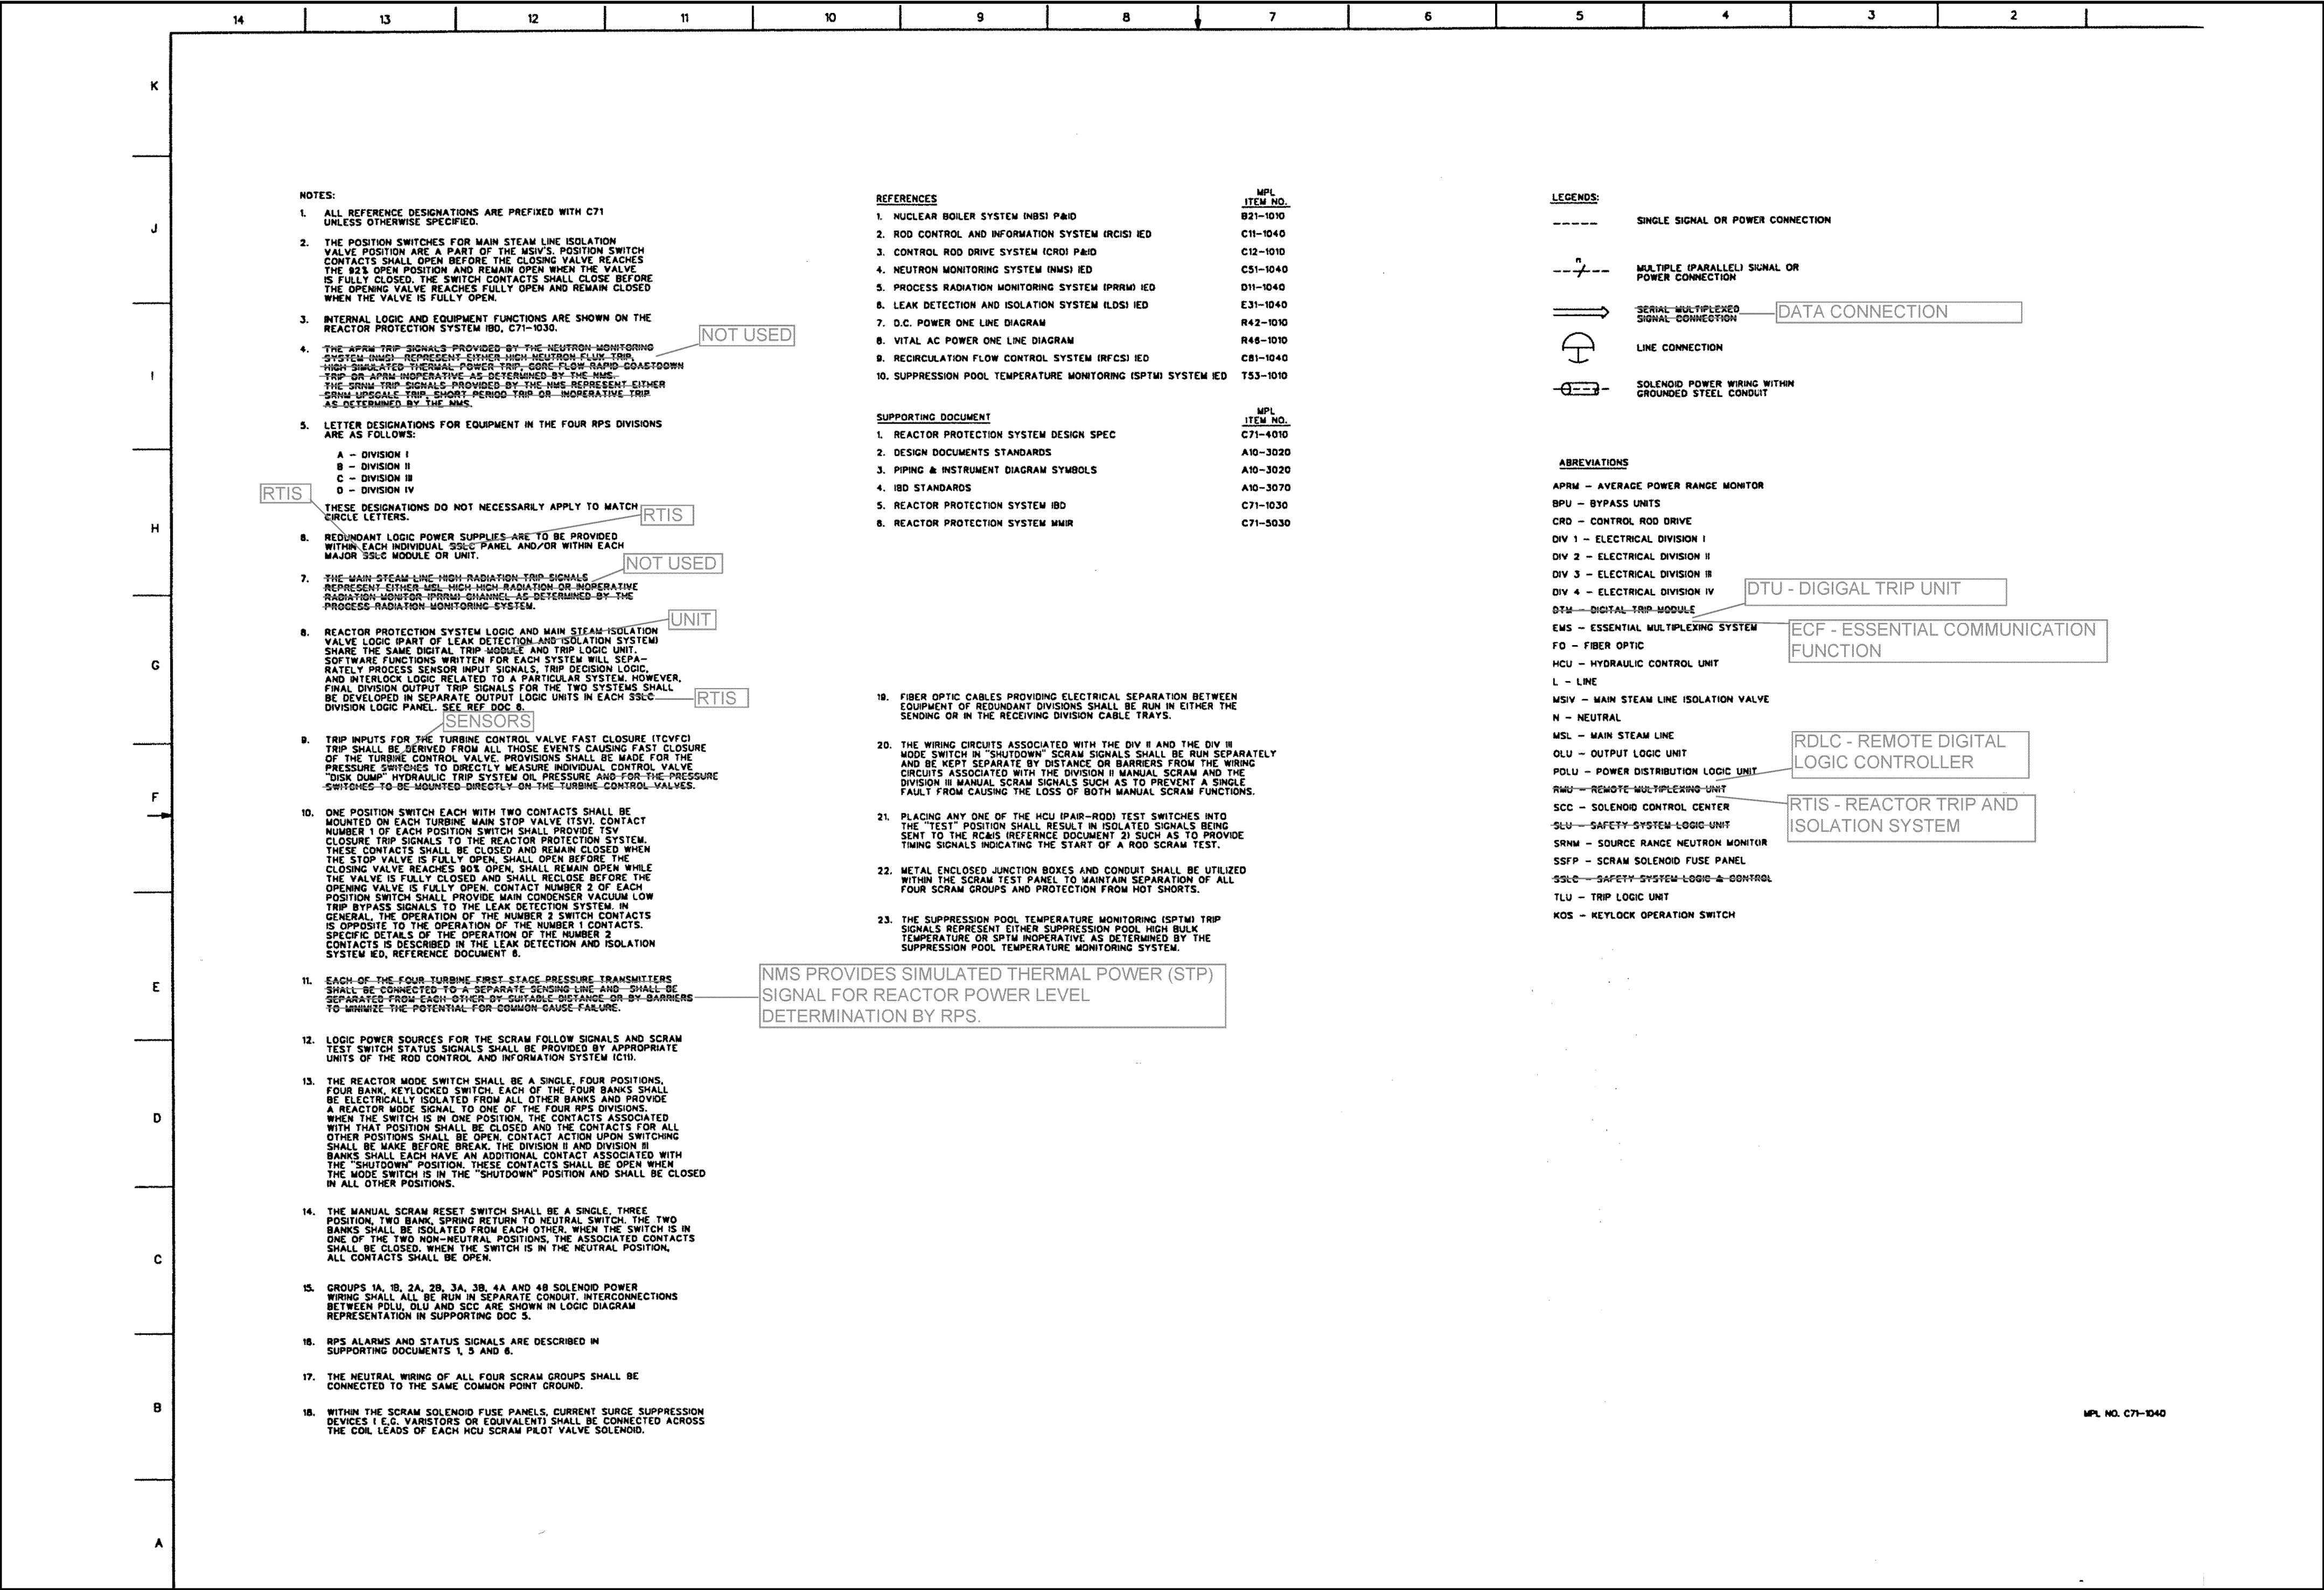 14 13 12 11 10 9 8 7 6 5 4 3 2
K
J
I
H
G
F
E
D
C
B
A
NOTES:
1. ALL REFERENCE DESIGNATIONS ARE PREFIXED WITH C71
UNLESS OTHERWISE SPECIFIED.
2. THE POSITION SWITCHES FOR MAIN STEAM LINE ISOLATION
VALVE POSITION ARE A PART OF THE MSIV'S. POSITION SWITCH
CONTACTS SHALL OPEN BEFORE THE CLOSING VALVE REACHES
THE 92% OPEN POSITION AND REMAIN OPEN WHEN THE VALVE
IS FULLY CLOSED. THE SWITCH CONTACTS SHALL CLOSE BEFORE
THE OPENING VALVE REACHES FULLY OPEN AND REMAIN CLOSED
WHEN THE VALVE IS FULLY OPEN.
3. INTERNAL LOGIC AND EQUIPMENT FUNCTIONS ARE SHOWN ON THE
REACTOR PROTECTION SYSTEM IBD, C71-1030.
NOT USED
4. THE APRM TRIP SIGNALS PROVIDED BY THE NEUTRON MONITORING
SYSTEM (NMS) REPRESENT EITHER HIGH NEUTRON FLUX TRIP,
HIGH SIMULATED THERMAL POWER TRIP, CORE FLOW RAPID COASTDOWN
TRIP OR APRM INOPERATIVE AS DETERMINED BY THE NMS.
THE SRNM TRIP SIGNALS PROVIDED BY THE NMS REPRESENT EITHER
SRNM UPSCALE TRIP, SHORT PERIOD TRIP OR INOPERATIVE TRIP
AS DETERMINED BY THE NMS.
5. LETTER DESIGNATIONS FOR EQUIPMENT IN THE FOUR RPS DIVISIONS
ARE AS FOLLOWS:
A - DIVISION I
B - DIVISION II
C - DIVISION III
D - DIVISION IV
RTIS
THESE DESIGNATIONS DO NOT NECESSARILY APPLY TO MATCH
CIRCLE LETTERS.
RTIS
6. REDUNDANT LOGIC POWER SUPPLIES ARE TO BE PROVIDED
WITHIN EACH INDIVIDUAL SSLC PANEL AND/OR WITHIN EACH
MAJOR SSLC MODULE OR UNIT.
NOT USED
7. THE MAIN STEAM LINE HIGH RADIATION TRIP SIGNALS
REPRESENT EITHER MSL HIGH HIGH RADIATION OR INOPERATIVE
RADIATION MONITOR (PRRM) CHANNEL AS DETERMINED BY THE
PROCESS RADIATION MONITORING SYSTEM.
UNIT
8. REACTOR PROTECTION SYSTEM LOGIC AND MAIN STEAM ISOLATION
VALVE LOGIC (PART OF LEAK DETECTION AND ISOLATION SYSTEM)
SHARE THE SAME DIGITAL TRIP MODULE AND TRIP LOGIC UNIT.
SOFTWARE FUNCTIONS WRITTEN FOR EACH SYSTEM WILL SEPA-
RATELY PROCESS SENSOR INPUT SIGNALS, TRIP DECISION LOGIC,
AND INTERLOCK LOGIC RELATED TO A PARTICULAR SYSTEM. HOWEVER,
FINAL DIVISION OUTPUT TRIP SIGNALS FOR THE TWO SYSTEMS SHALL
BE DEVELOPED IN SEPARATE OUTPUT LOGIC UNITS IN EACH SSLC
DIVISION LOGIC PANEL. SEE REF DOC 6.
RTIS
SENSORS
9. TRIP INPUTS FOR THE TURBINE CONTROL VALVE FAST CLOSURE (TCVFC)
TRIP SHALL BE DERIVED FROM ALL THOSE EVENTS CAUSING FAST CLOSURE
OF THE TURBINE CONTROL VALVE. PROVISIONS SHALL BE MADE FOR THE
PRESSURE SWITCHES TO DIRECTLY MEASURE INDIVIDUAL CONTROL VALVE
"DISK DUMP" HYDRAULIC TRIP SYSTEM OIL PRESSURE AND FOR THE PRESSURE
SWITCHES TO BE MOUNTED DIRECTLY ON THE TURBINE CONTROL VALVES.
10. ONE POSITION SWITCH EACH WITH TWO CONTACTS SHALL BE
MOUNTED ON EACH TURBINE MAIN STOP VALVE (TSV). CONTACT
NUMBER 1 OF EACH POSITION SWITCH SHALL PROVIDE TSV
CLOSURE TRIP SIGNALS TO THE REACTOR PROTECTION SYSTEM.
THESE CONTACTS SHALL BE CLOSED AND REMAIN CLOSED WHEN
THE STOP VALVE IS FULLY OPEN, SHALL OPEN BEFORE THE
CLOSING VALVE REACHES 90% OPEN, SHALL REMAIN OPEN WHILE
THE VALVE IS FULLY CLOSED AND SHALL RECLOSE BEFORE THE
OPENING VALVE IS FULLY OPEN. CONTACT NUMBER 2 OF EACH
POSITION SWITCH SHALL PROVIDE MAIN CONDENSER VACUUM LOW
TRIP BYPASS SIGNALS TO THE LEAK DETECTION SYSTEM. IN
GENERAL, THE OPERATION OF THE NUMBER 2 SWITCH CONTACTS
IS OPPOSITE TO THE OPERATION OF THE NUMBER 1 CONTACTS.
SPECIFIC DETAILS OF THE OPERATION OF THE NUMBER 2
CONTACTS IS DESCRIBED IN THE LEAK DETECTION AND ISOLATION
SYSTEM IED, REFERENCE DOCUMENT 6.
11. EACH OF THE FOUR TURBINE FIRST STAGE PRESSURE TRANSMITTERS
SHALL BE CONNECTED TO A SEPARATE SENSING LINE AND SHALL BE
SEPARATED FROM EACH OTHER BY SUITABLE DISTANCE OR BY BARRIERS
TO MINIMIZE THE POTENTIAL FOR COMMON CAUSE FAILURE.
NMS PROVIDES SIMULATED THERMAL POWER (STP)
SIGNAL FOR REACTOR POWER LEVEL
DETERMINATION BY RPS.
12. LOGIC POWER SOURCES FOR THE SCRAM FOLLOW SIGNALS AND SCRAM
TEST SWITCH STATUS SIGNALS SHALL BE PROVIDED BY APPROPRIATE
UNITS OF THE ROD CONTROL AND INFORMATION SYSTEM (C11).
13. THE REACTOR MODE SWITCH SHALL BE A SINGLE, FOUR POSITIONS,
FOUR BANK, KEYLOCKED SWITCH. EACH OF THE FOUR BANKS SHALL
BE ELECTRICALLY ISOLATED FROM ALL OTHER BANKS AND PROVIDE
A REACTOR MODE SIGNAL TO ONE OF THE FOUR RPS DIVISIONS.
WHEN THE SWITCH IS IN ONE POSITION, THE CONTACTS ASSOCIATED
WITH THAT POSITION SHALL BE CLOSED AND THE CONTACTS FOR ALL
OTHER POSITIONS SHALL BE OPEN. CONTACT ACTION UPON SWITCHING
SHALL BE MAKE BEFORE BREAK. THE DIVISION II AND DIVISION III
BANKS SHALL EACH HAVE AN ADDITIONAL CONTACT ASSOCIATED WITH
THE "SHUTDOWN" POSITION. THESE CONTACTS SHALL BE OPEN WHEN
THE MODE SWITCH IS IN THE "SHUTDOWN" POSITION AND SHALL BE CLOSED
IN ALL OTHER POSITIONS.
14. THE MANUAL SCRAM RESET SWITCH SHALL BE A SINGLE, THREE
POSITION, TWO BANK, SPRING RETURN TO NEUTRAL SWITCH. THE TWO
BANKS SHALL BE ISOLATED FROM EACH OTHER. WHEN THE SWITCH IS IN
ONE OF THE TWO NON-NEUTRAL POSITIONS, THE ASSOCIATED CONTACTS
SHALL BE CLOSED. WHEN THE SWITCH IS IN THE NEUTRAL POSITION,
ALL CONTACTS SHALL BE OPEN.
15. GROUPS 1A, 1B, 2A, 2B, 3A, 3B, 4A AND 4B SOLENOID POWER
WIRING SHALL ALL BE RUN IN SEPARATE CONDUIT. INTERCONNECTIONS
BETWEEN PDLU, OLU AND SCC ARE SHOWN IN LOGIC DIAGRAM
REPRESENTATION IN SUPPORTING DOC 5.
16. RPS ALARMS AND STATUS SIGNALS ARE DESCRIBED IN
SUPPORTING DOCUMENTS 1, 5 AND 6.
17. THE NEUTRAL WIRING OF ALL FOUR SCRAM GROUPS SHALL BE
CONNECTED TO THE SAME COMMON POINT GROUND.
18. WITHIN THE SCRAM SOLENOID FUSE PANELS, CURRENT SURGE SUPPRESSION
DEVICES ( E.G. VARISTORS OR EQUIVALENT) SHALL BE CONNECTED ACROSS
THE COIL LEADS OF EACH HCU SCRAM PILOT VALVE SOLENOID.
REFERENCES MPL ITEM NO.
1. NUCLEAR BOILER SYSTEM (NBS) P&ID B21-1010
2. ROD CONTROL AND INFORMATION SYSTEM (RCIS) IED C11-1040
3. CONTROL ROD DRIVE SYSTEM (CRD) P&ID C12-1010
4. NEUTRON MONITORING SYSTEM (NMS) IED C51-1040
5. PROCESS RADIATION MONITORING SYSTEM (PRRM) IED D11-1040
6. LEAK DETECTION AND ISOLATION SYSTEM (LDS) IED E31-1040
7. D.C. POWER ONE LINE DIAGRAM R42-1010
8. VITAL AC POWER ONE LINE DIAGRAM R46-1010
9. RECIRCULATION FLOW CONTROL SYSTEM (RFCS) IED C81-1040
10. SUPPRESSION POOL TEMPERATURE MONITORING (SPTM) SYSTEM IED T53-1010
SUPPORTING DOCUMENT MPL ITEM NO.
1. REACTOR PROTECTION SYSTEM DESIGN SPEC C71-4010
2. DESIGN DOCUMENTS STANDARDS A10-3020
3. PIPING & INSTRUMENT DIAGRAM SYMBOLS A10-3020
4. IBD STANDARDS A10-3070
5. REACTOR PROTECTION SYSTEM IBD C71-1030
6. REACTOR PROTECTION SYSTEM MMIR C71-5030
19. FIBER OPTIC CABLES PROVIDING ELECTRICAL SEPARATION BETWEEN
EQUIPMENT OF REDUNDANT DIVISIONS SHALL BE RUN IN EITHER THE
SENDING OR IN THE RECEIVING DIVISION CABLE TRAYS.
20. THE WIRING CIRCUITS ASSOCIATED WITH THE DIV II AND THE DIV III
MODE SWITCH IN "SHUTDOWN" SCRAM SIGNALS SHALL BE RUN SEPARATELY
AND BE KEPT SEPARATE BY DISTANCE OR BARRIERS FROM THE WIRING
CIRCUITS ASSOCIATED WITH THE DIVISION II MANUAL SCRAM AND THE
DIVISION III MANUAL SCRAM SIGNALS SUCH AS TO PREVENT A SINGLE
FAULT FROM CAUSING THE LOSS OF BOTH MANUAL SCRAM FUNCTIONS.
21. PLACING ANY ONE OF THE HCU (PAIR-ROD) TEST SWITCHES INTO
THE "TEST" POSITION SHALL RESULT IN ISOLATED SIGNALS BEING
SENT TO THE RC&IS (REFERNCE DOCUMENT 2) SUCH AS TO PROVIDE
TIMING SIGNALS INDICATING THE START OF A ROD SCRAM TEST.
22. METAL ENCLOSED JUNCTION BOXES AND CONDUIT SHALL BE UTILIZED
WITHIN THE SCRAM TEST PANEL TO MAINTAIN SEPARATION OF ALL
FOUR SCRAM GROUPS AND PROTECTION FROM HOT SHORTS.
23. THE SUPPRESSION POOL TEMPERATURE MONITORING (SPTM) TRIP
SIGNALS REPRESENT EITHER SUPPRESSION POOL HIGH BULK
TEMPERATURE OR SPTM INOPERATIVE AS DETERMINED BY THE
SUPPRESSION POOL TEMPERATURE MONITORING SYSTEM.
LEGENDS:
SINGLE SIGNAL OR POWER CONNECTION
n
MULTIPLE (PARALLEL) SIGNAL OR
POWER CONNECTION
SERIAL MULTIPLEXED
SIGNAL CONNECTION
DATA CONNECTION
LINE CONNECTION
SOLENOID POWER WIRING WITHIN
GROUNDED STEEL CONDUIT
ABREVIATIONS
APRM - AVERAGE POWER RANGE MONITOR
BPU - BYPASS UNITS
CRD - CONTROL ROD DRIVE
DIV 1 - ELECTRICAL DIVISION I
DIV 2 - ELECTRICAL DIVISION II
DIV 3 - ELECTRICAL DIVISION III
DIV 4 - ELECTRICAL DIVISION IV
DTU - DIGIGAL TRIP UNIT
DTM - DIGITAL TRIP MODULE
EMS - ESSENTIAL MULTIPLEXING SYSTEM
ECF - ESSENTIAL COMMUNICATION
FUNCTION
FO - FIBER OPTIC
HCU - HYDRAULIC CONTROL UNIT
L - LINE
MSIV - MAIN STEAM LINE ISOLATION VALVE
N - NEUTRAL
MSL - MAIN STEAM LINE
OLU - OUTPUT LOGIC UNIT
RDLC - REMOTE DIGITAL
LOGIC CONTROLLER
PDLU - POWER DISTRIBUTION LOGIC UNIT
RMU - REMOTE MULTIPLEXING UNIT
RTIS - REACTOR TRIP AND
ISOLATION SYSTEM
SCC - SOLENOID CONTROL CENTER
SLU - SAFETY SYSTEM LOGIC UNIT
SRNM - SOURCE RANGE NEUTRON MONITOR
SSFP - SCRAM SOLENOID FUSE PANEL
SSLC - SAFETY SYSTEM LOGIC & CONTROL
TLU - TRIP LOGIC UNIT
KOS - KEYLOCK OPERATION SWITCH
MPL NO. C71-1040